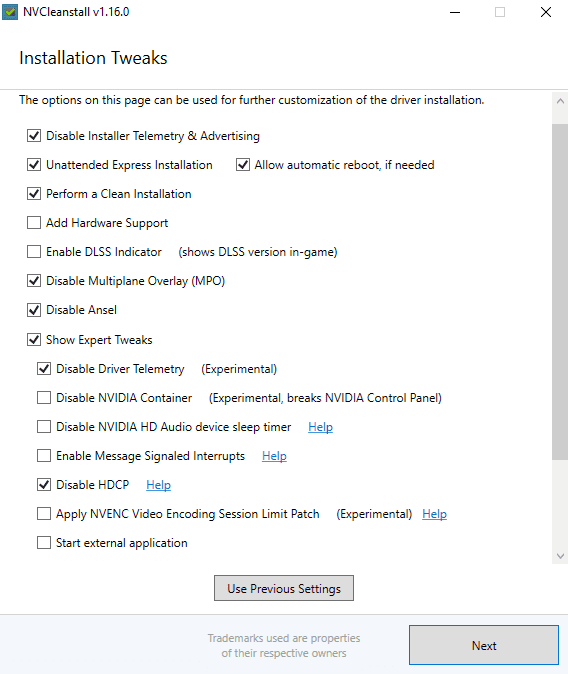 NVCleanstall v1.16.0
Installation Tweaks
The options on this page can be used for further customization of the driver installation.
Disable Installer Telemetry & Advertising
Unattended Express Installation Allow automatic reboot, if needed
Perform a Clean Installation
Add Hardware Support
Enable DLSS Indicator (shows DLSS version in-game)
Disable Multiplane Overlay (MPO)
Disable Ansel
Show Expert Tweaks
Disable Driver Telemetry (Experimental)
Disable NVIDIA Container (Experimental, breaks NVIDIA Control Panel)
Disable NVIDIA HD Audio device sleep timer Help
Enable Message Signaled Interrupts Help
Disable HDCP Help
Apply NVENC Video Encoding Session Limit Patch (Experimental) Help
Start external application
Use Previous Settings
Trademarks used are properties
of their respective owners
Next